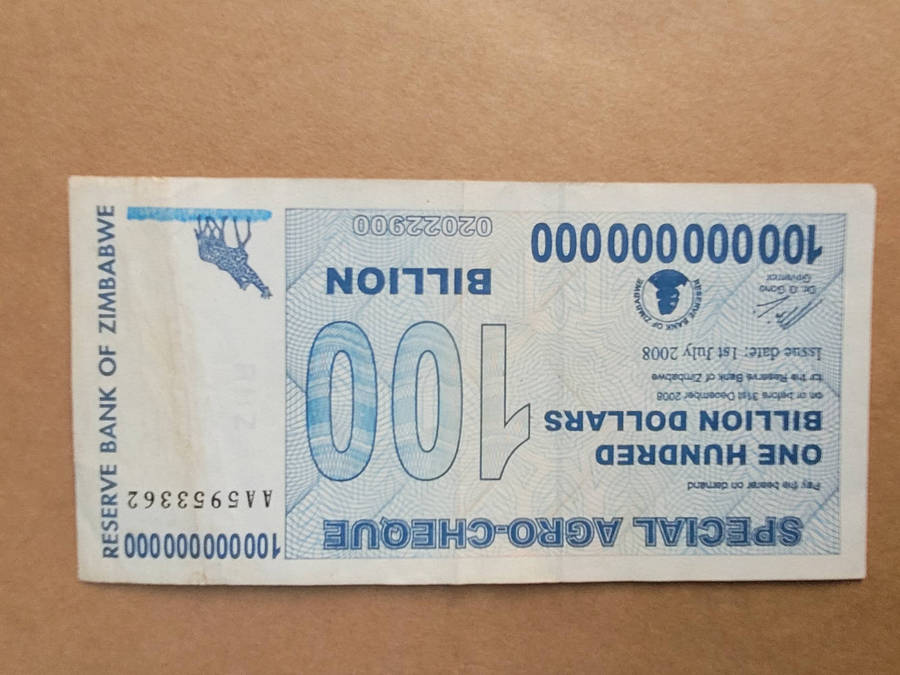 SPECIAL AGRO-CHEQUE
Pay the bearer on demand
ONE HUNDRED
BILLION DOLLARS
on or before 31st December 2008
for the Reserve Bank of Zimbabwe
Issue date: 1st July 2008
Dr. G Gono
Governor
RESERVE BANK OF ZIMBABWE
100000000000
100
BILLION
02022900
100000000000
AA5953362
RESERVE BANK OF ZIMBABWE